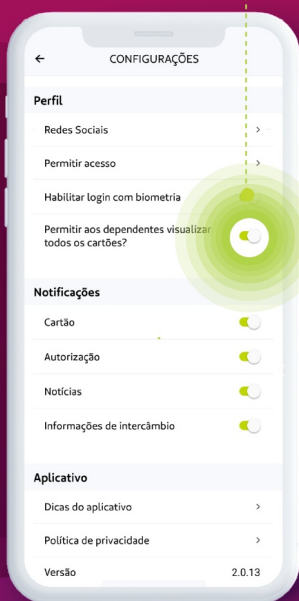 CONFIGURAÇÕES
Perfil
Redes Sociais
Permitir acesso
Habilitar login com biometria
Permitir aos dependentes visualizar
todos os cartões?
Notificações
Cartão
Autorização
Notícias
Informações de intercâmbio
Aplicativo
Dicas do aplicativo
Política de privacidade
Versão 2.0.13